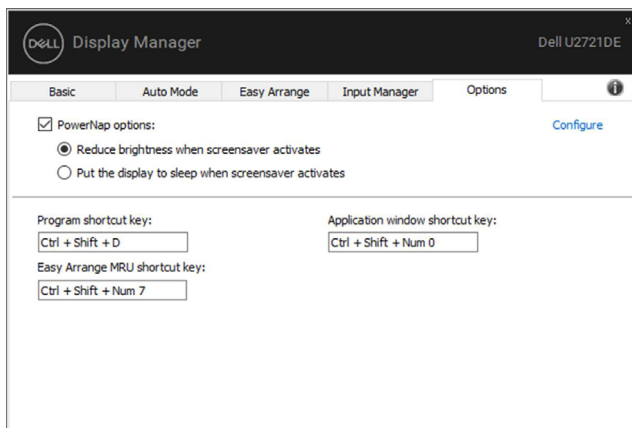 x
DELL Display Manager Dell U2721DE
Basic Auto Mode Easy Arrange Input Manager Options i
PowerNap options: Configure
Reduce brightness when screensaver activates
Put the display to sleep when screensaver activates
Program shortcut key: Application window shortcut key:
Ctrl + Shift + D Ctrl + Shift + Num 0
Easy Arrange MRU shortcut key:
Ctrl + Shift + Num 7